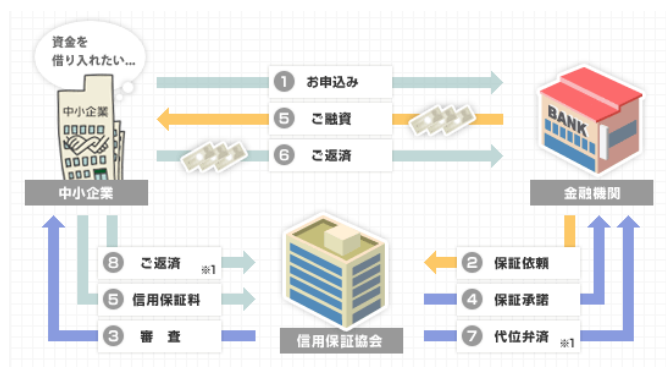 資金を
借り入れたい...
中小企業
中小企業
① お申込み
⑤ ご融資
⑥ ご返済
BANK
金融機関
⑧ ご返済 ※1
⑤ 信用保証料
③ 審 査
信用保証協会
② 保証依頼
④ 保証承諾
⑦ 代位弁済 ※1